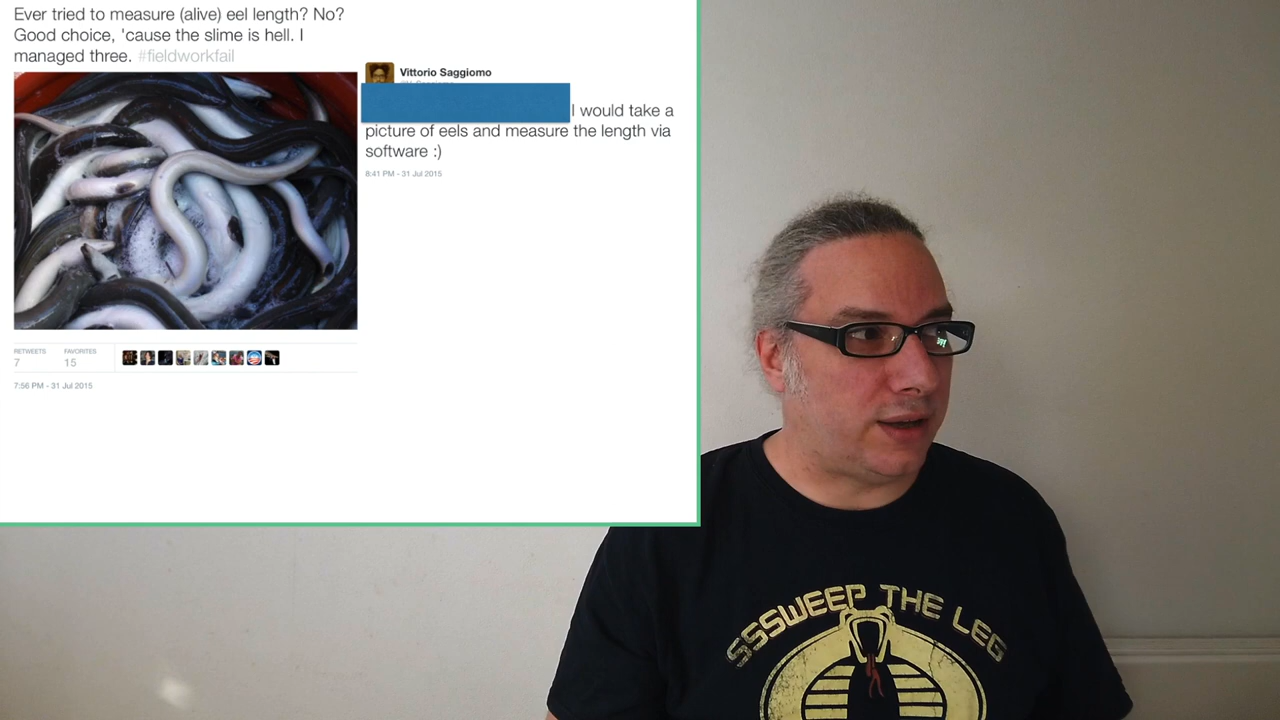 Ever tried to measure (alive) eel length? No?
Good choice, 'cause the slime is hell. I
managed three. #fieldworkfail
Vittorio Saggiomo
I would take a
picture of eels and measure the length via
software :)
8:41 PM - 31 Jul 2015
RETWEETS FAVORITES
7 15
7:56 PM - 31 Jul 2015
SSSWEEP THE LEG